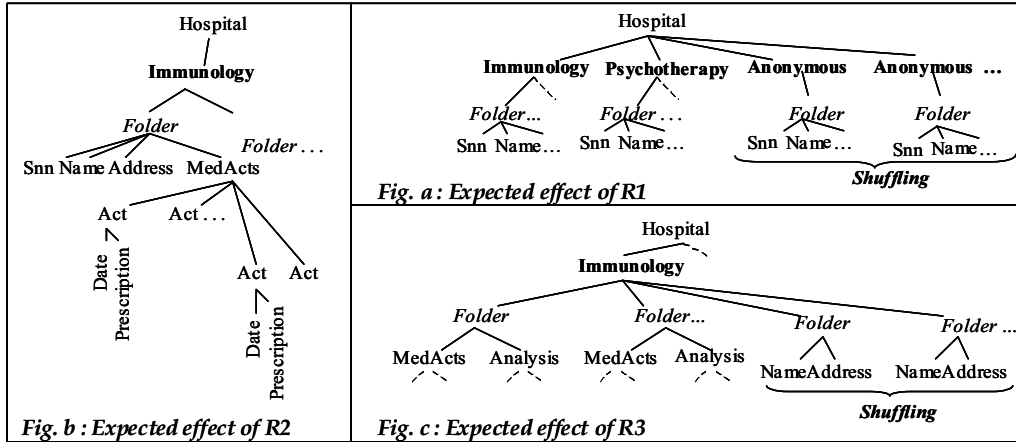 Hospital
Immunology
Folder
Folder . . .
Snn Name Address MedActs
Act Act . . .
Date
Prescription
Act Act
Date
Prescription
Fig. b : Expected effect of R2
Hospital
Immunology Psychotherapy Anonymous Anonymous ...
Folder... Folder . . . Folder Folder
Snn Name... Snn Name... Snn Name... Snn Name...
Shuffling
Fig. a : Expected effect of R1
Hospital
Immunology
Folder Folder... Folder Folder ...
MedActs Analysis MedActs Analysis NameAddress NameAddress
Shuffling
Fig. c : Expected effect of R3